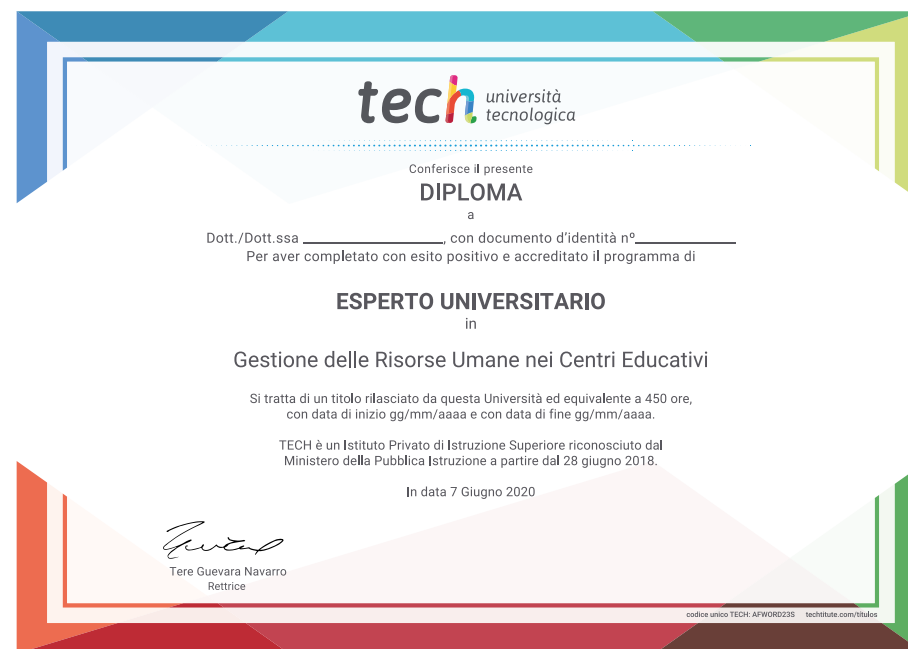 tech università
tecnologica
Conferisce il presente
DIPLOMA
a
Dott./Dott.ssa _______________, con documento d'identità nº___________
Per aver completato con esito positivo e accreditato il programma di
ESPERTO UNIVERSITARIO
in
Gestione delle Risorse Umane nei Centri Educativi
Si tratta di un titolo rilasciato da questa Università ed equivalente a 450 ore,
con data di inizio gg/mm/aaaa e con data di fine gg/mm/aaaa.
TECH è un Istituto Privato di Istruzione Superiore riconosciuto dal
Ministero della Pubblica Istruzione a partire dal 28 giugno 2018.
In data 7 Giugno 2020
Tere Guevara Navarro
Rettrice
codice unico TECH: AFWORD23S techtitute.com/titulos